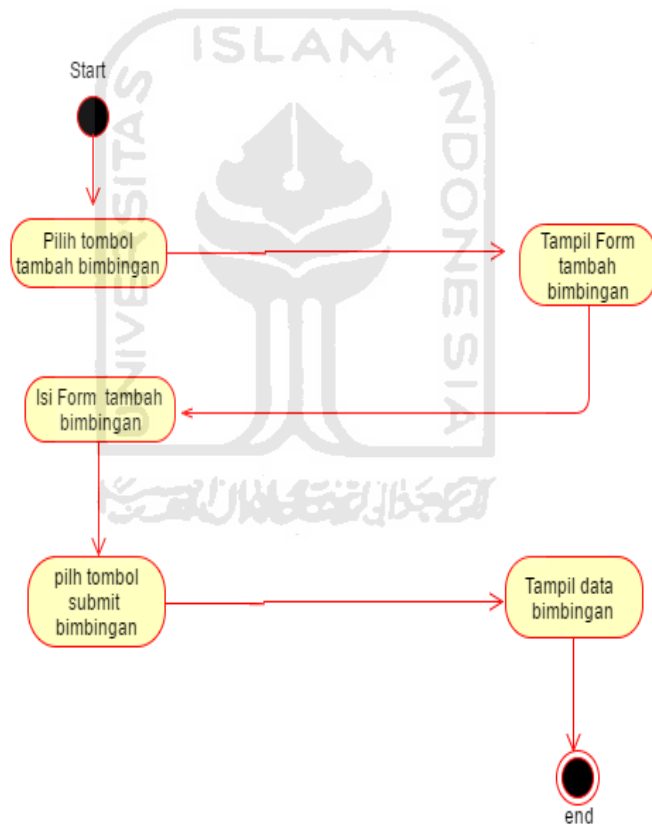 UNIVERSITAS
ISLAM
INDONESIA
Start
Pilih tombol
tambah bimbingan
Tampil Form
tambah
bimbingan
Isi Form tambah
bimbingan
pilh tombol
submit
bimbingan
Tampil data
bimbingan
end